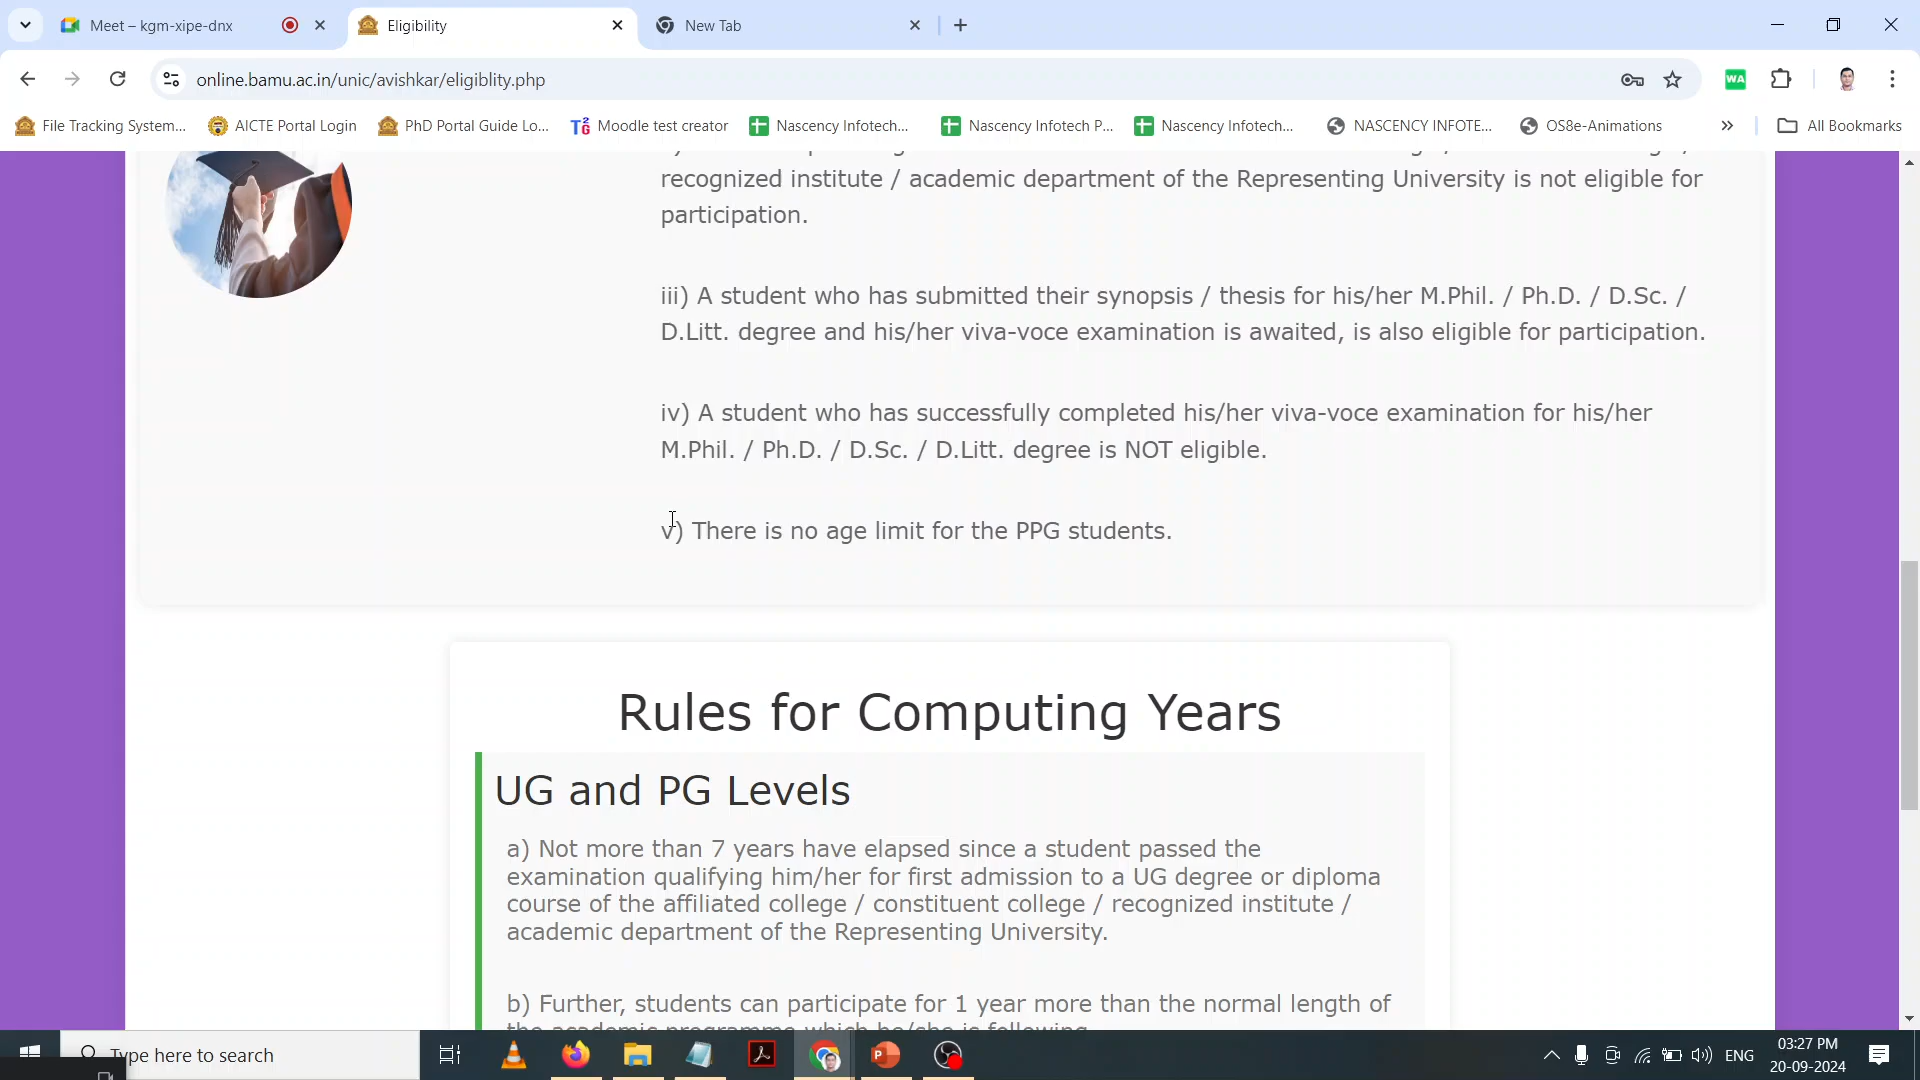 Meet – kgm-xipe-dnx
Eligibility
New Tab
online.bamu.ac.in/unic/avishkar/eligiblity.php
WA
File Tracking System...
AICTE Portal Login
PhD Portal Guide Lo...
Moodle test creator
Nascency Infotech...
Nascency Infotech P...
Nascency Infotech...
NASCENCY INFOTE...
OS8e-Animations
All Bookmarks
recognized institute / academic department of the Representing University is not eligible for
participation.
iii) A student who has submitted their synopsis / thesis for his/her M.Phil. / Ph.D. / D.Sc. /
D.Litt. degree and his/her viva-voce examination is awaited, is also eligible for participation.
iv) A student who has successfully completed his/her viva-voce examination for his/her
M.Phil. / Ph.D. / D.Sc. / D.Litt. degree is NOT eligible.
v) There is no age limit for the PPG students.
Rules for Computing Years
UG and PG Levels
a) Not more than 7 years have elapsed since a student passed the
examination qualifying him/her for first admission to a UG degree or diploma
course of the affiliated college / constituent college / recognized institute /
academic department of the Representing University.
b) Further, students can participate for 1 year more than the normal length of
the academic programme which he/she is following.
Type here to search
ENG
03:27 PM
20-09-2024